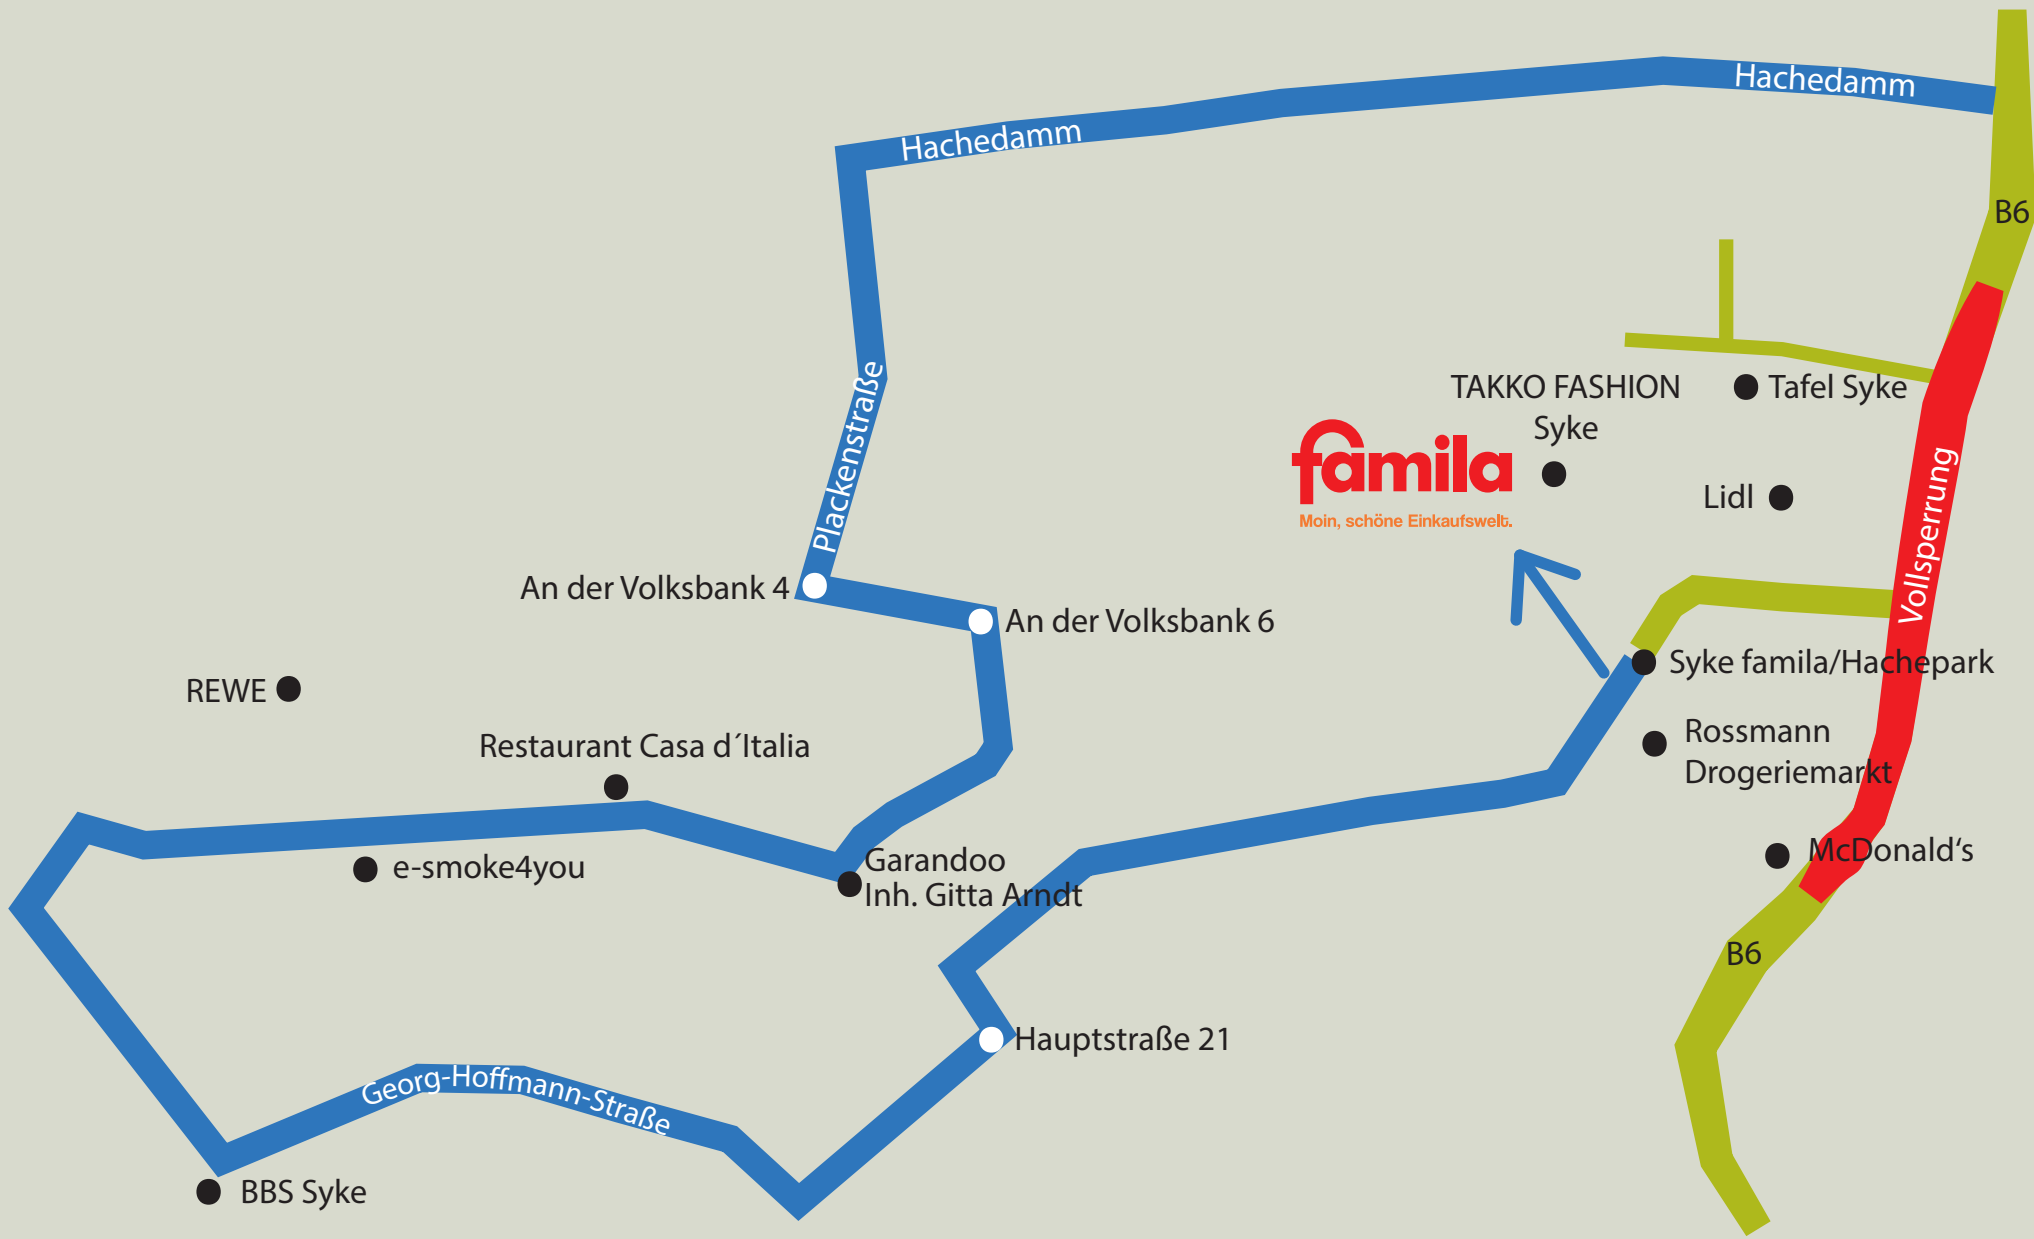 Hachedamm
Hachedamm
B6
Plackenstraße
TAKKO FASHION
Syke
Tafel Syke
famila
Moin, schöne Einkaufswelt.
Lidl
Vollsperrung
An der Volksbank 4
An der Volksbank 6
Syke famila/Hachepark
REWE
Restaurant Casa d´Italia
Rossmann
Drogeriemarkt
e-smoke4you
Garandoo
Inh. Gitta Arndt
McDonald‘s
B6
Hauptstraße 21
Georg-Hoffmann-Straße
BBS Syke